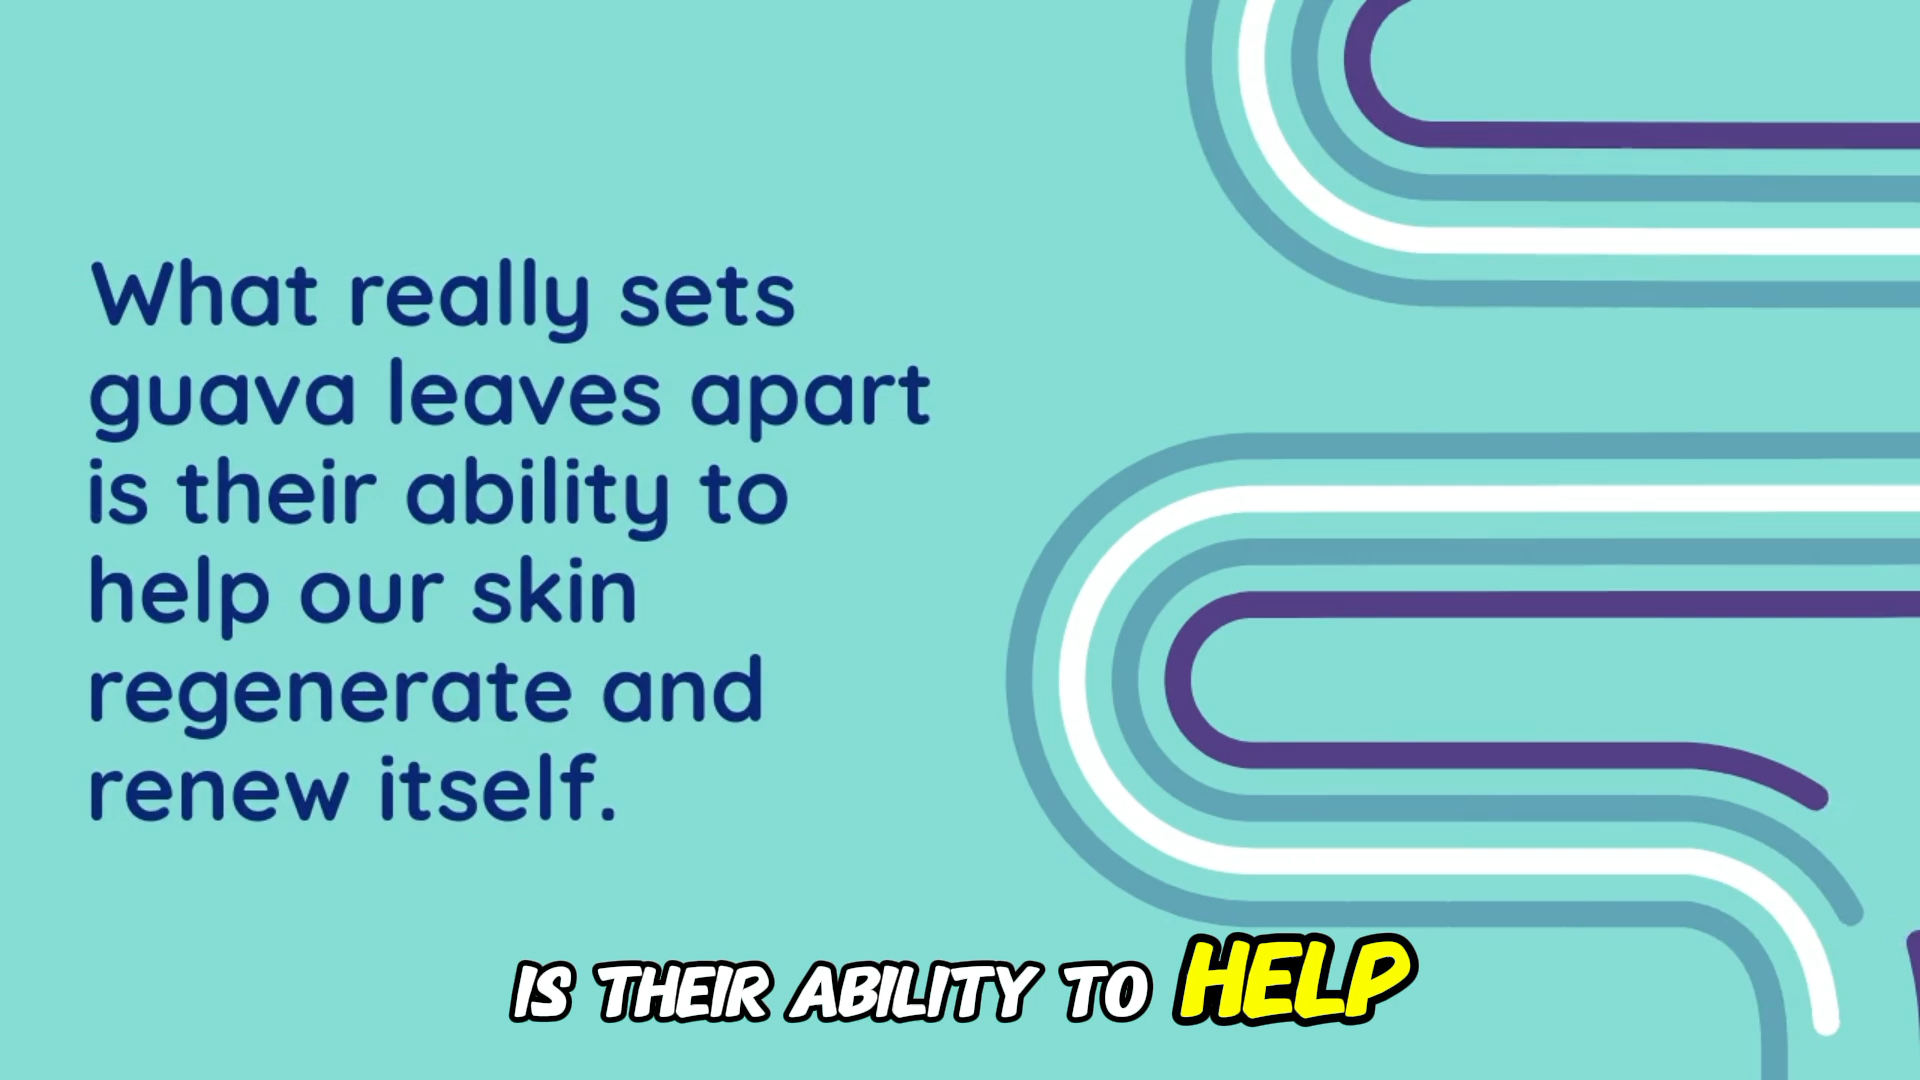 What really sets
guava leaves apart
is their ability to
help our skin
regenerate and
renew itself.
IS THEIR ABILITY TO HELP